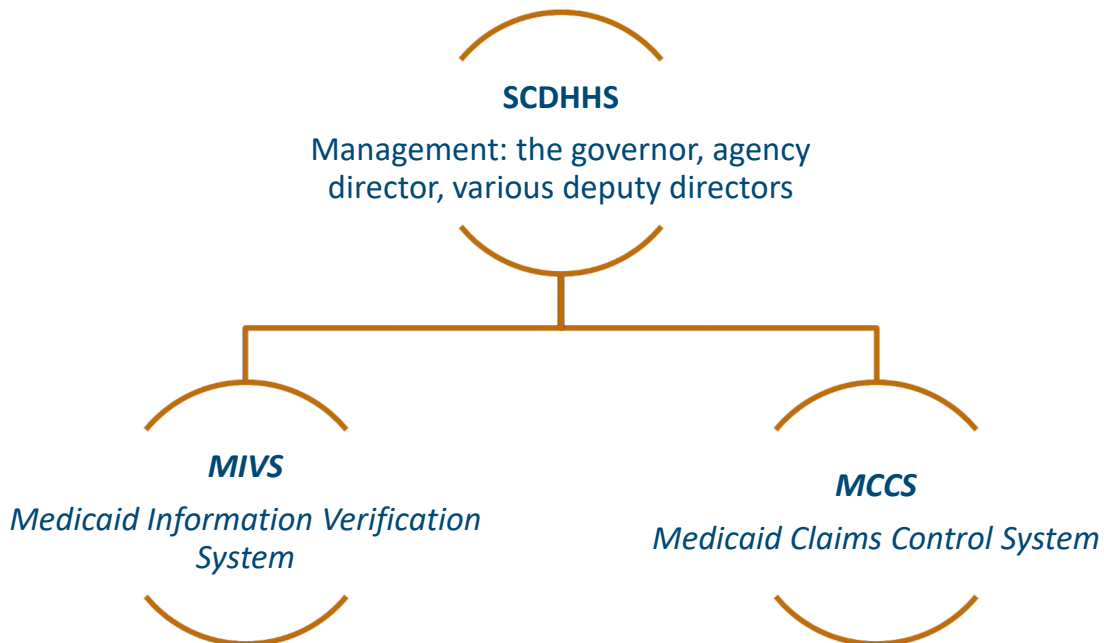 SCDHHS
Management: the governor, agency
director, various deputy directors
MIVS
Medicaid Information Verification
System
MCCS
Medicaid Claims Control System